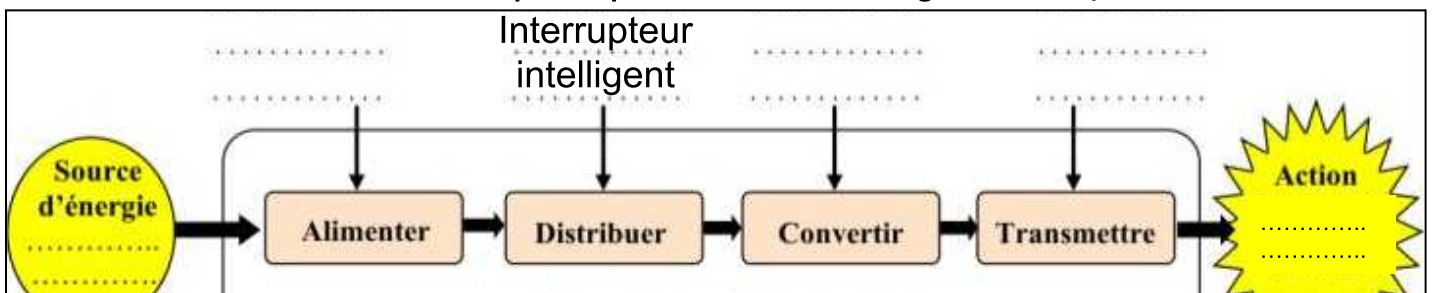 Interrupteur
intelligent
Source
d'énergie
..............
..............
Alimenter
Distribuer
Convertir
Transmettre
Action
..............
..............